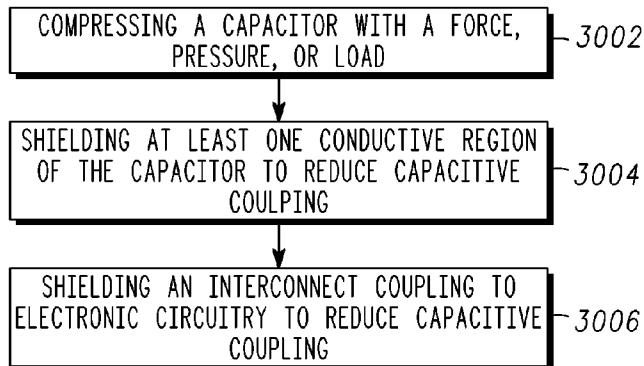 COMPRESSING A CAPACITOR WITH A FORCE,
PRESSURE, OR LOAD
3002
SHIELDING AT LEAST ONE CONDUCTIVE REGION
OF THE CAPACITOR TO REDUCE CAPACITIVE
COULPING
3004
SHIELDING AN INTERCONNECT COUPLING TO
ELECTRONIC CIRCUITRY TO REDUCE CAPACITIVE
COUPLING
3006